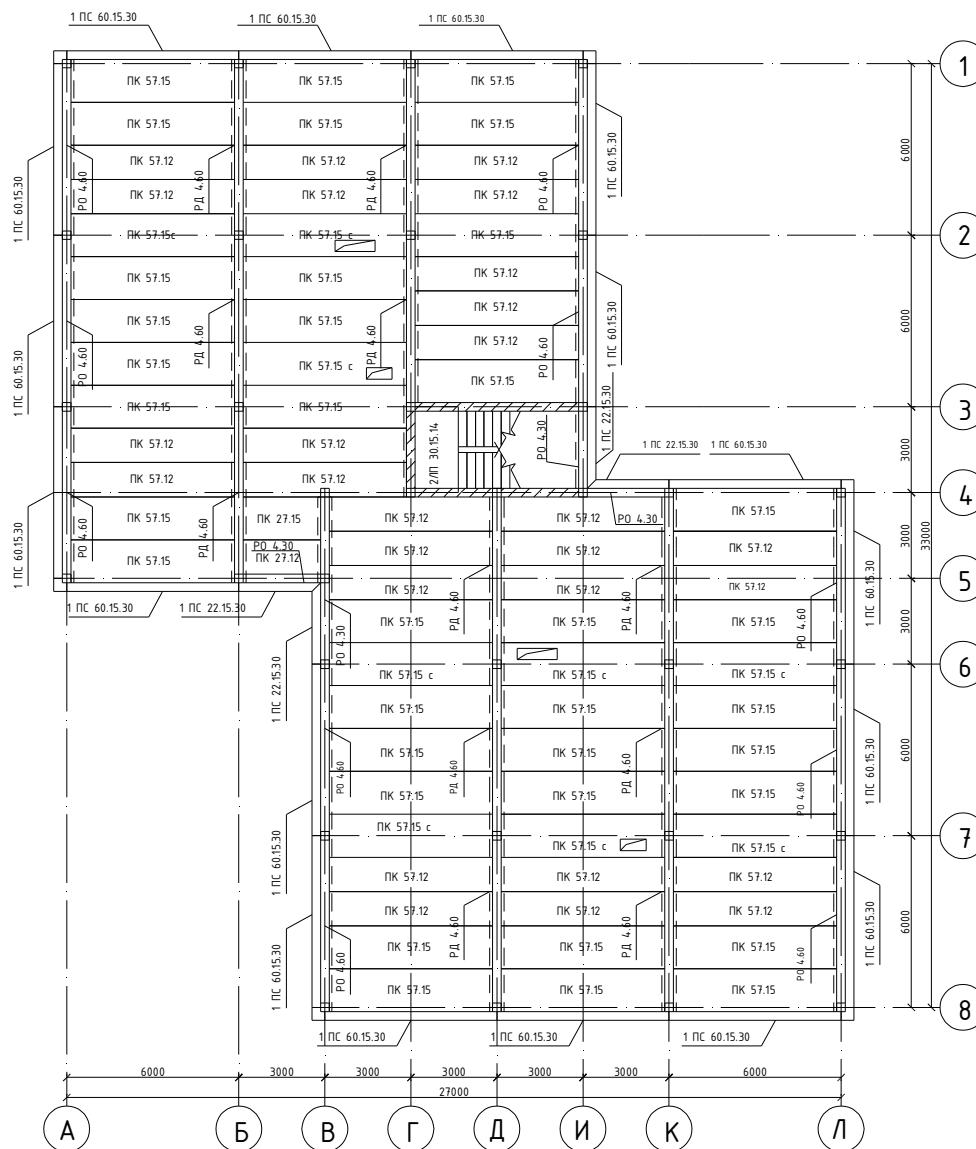 1 ПС 60.15.30
1 ПС 60.15.30
1 ПС 60.15.30
1
ПК 57.15
ПК 57.15
ПК 57.15
ПК 57.15
ПК 57.15
ПК 57.15
1 ПС 60.15.30
6000
ПК 57.12
ПК 57.12
ПК 57.12
1 ПС 60.15.30
РО 4.60
РД 4.60
РД 4.60
РО 4.60
ПК 57.12
ПК 57.12
ПК 57.12
ПК 57.15с
ПК 57.15 с
ПК 57.15
2
ПК 57.15
ПК 57.15
ПК 57.12
ПК 57.15
ПК 57.15
ПК 57.12
1 ПС 60.15.30
6000
33000
1 ПС 60.15.30
РО 4.60
РД 4.60
РД 4.60
ПК 57.12
РО 4.60
ПК 57.15
ПК 57.15 с
ПК 57.15
ПК 57.15
ПК 57.15
3
1 ПС 22.15.30
ПК 57.12
ПК 57.12
2ЛП 30.15.14
РО 4.30
3000
1 ПС 22.15.30
1 ПС 60.15.30
ПК 57.12
ПК 57.12
4
1 ПС 60.15.30
РО 4.60
ПК 57.15
РД 4.60
ПК 27.15
ПК 57.12
ПК 57.12
РО 4.30
ПК 57.15
3000
ПК 57.15
РО 4.30
ПК 27.12
ПК 57.12
ПК 57.12
ПК 57.12
1 ПС 60.15.30
5
1 ПС 60.15.30
1 ПС 22.15.30
ПК 57.12
РД 4.60
ПК 57.12
РД 4.60
ПК 57.12
РО 4.60
3000
1 ПС 22.15.30
РО 4.30
ПК 57.15
ПК 57.15
ПК 57.15
ПК 57.15 с
ПК 57.15 с
ПК 57.15 с
6
ПК 57.15
ПК 57.15
ПК 57.15
1 ПС 60.15.30
6000
РО 4.60
ПК 57.15
РД 4.60
ПК 57.15
РД 4.60
ПК 57.15
РО 4.60
1 ПС 60.15.30
ПК 57.15
ПК 57.15
ПК 57.15
ПК 57.15 с
ПК 57.15 с
ПК 57.15 с
7
ПК 57.12
ПК 57.12
ПК 57.12
1 ПС 60.15.30
6000
1 ПС 60.15.30
РО 4.60
ПК 57.12
РД 4.60
ПК 57.12
РД 4.60
ПК 57.12
РО 4.60
ПК 57.15
ПК 57.15
ПК 57.15
ПК 57.15
ПК 57.15
ПК 57.15
8
1 ПС 60.15.30
1 ПС 60.15.30
1 ПС 60.15.30
6000
3000
3000
3000
3000
3000
6000
27000
А
Б
В
Г
Д
И
К
Л